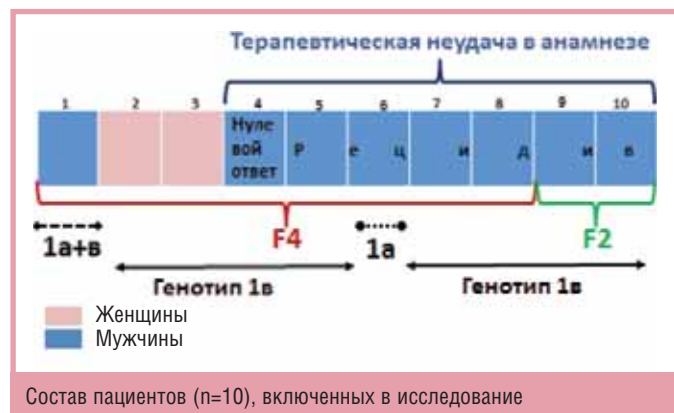 Терапевтическая неудача в анамнезе
1 2 3 4 5 6 7 8 9 10
Нуле
вой
ответ
Р е ц и д и в
1а+в
F4
1а
F2
Генотип 1в
Генотип 1в
Женщины
Мужчины
Состав пациентов (n=10), включенных в исследование